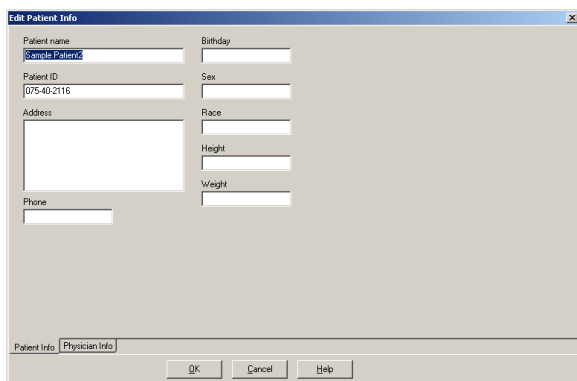 Edit Patient Info
Patient name
Sample Patient2
Patient ID
075-40-2116
Address
Phone
Birthday
Sex
Race
Height
Weight
Patient Info
Physician Info
OK
Cancel
Help